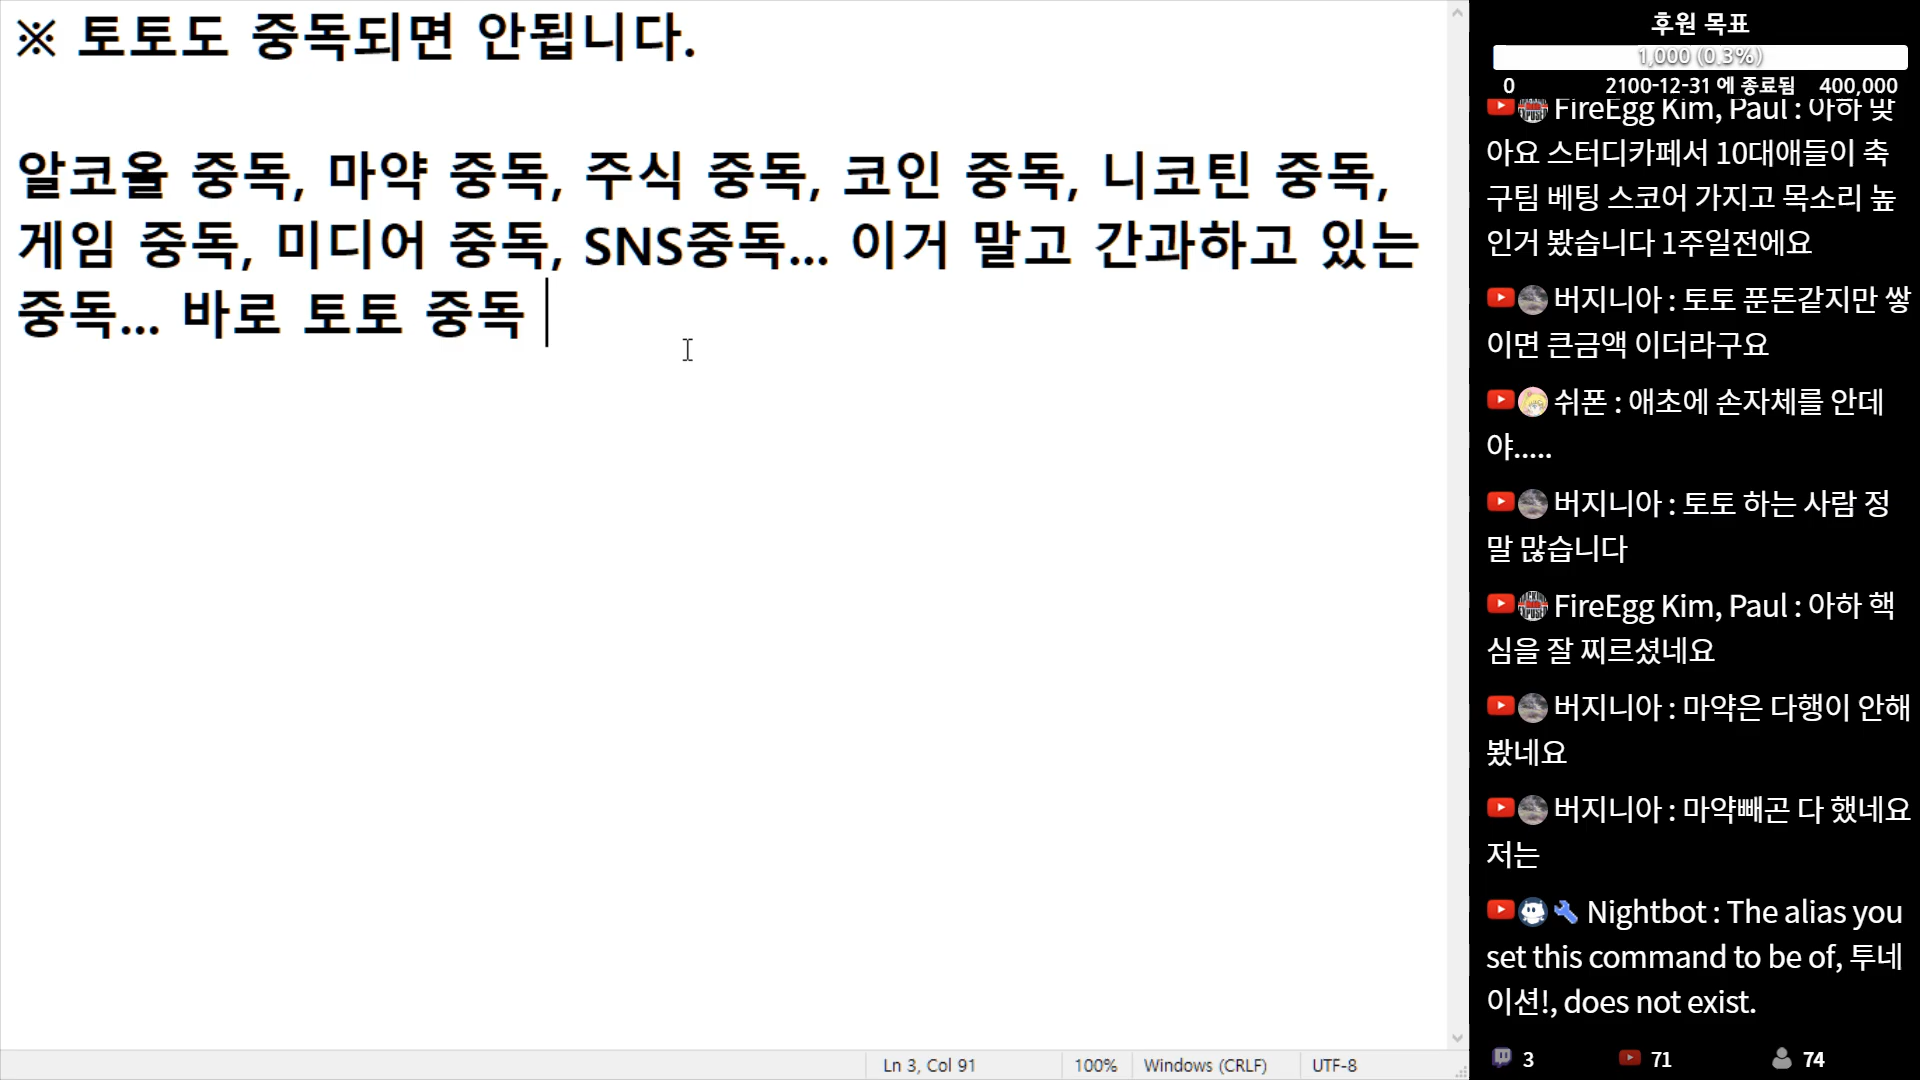 ※ 토토도 중독되면 안됩니다.
알코올 중독, 마약 중독, 주식 중독, 코인 중독, 니코틴 중독,
게임 중독, 미디어 중독, SNS중독... 이거 말고 간과하고 있는
중독... 바로 토토 중독
Ln 3, Col 91
100%
Windows (CRLF)
UTF-8
후원 목표
1,000 (0.3%)
0 2100-12-31 에 종료됨 400,000
FireEgg Kim, Paul : 아하 맞
아요 스터디카페서 10대애들이 축
구팀 베팅 스코어 가지고 목소리 높
인거 봤습니다 1주일전에요
버지니아 : 토토 푼돈같지만 쌓
이면 큰금액 이더라구요
쉬폰 : 애초에 손자체를 안데
야.....
버지니아 : 토토 하는 사람 정
말 많습니다
FireEgg Kim, Paul : 아하 핵
심을 잘 찌르셨네요
버지니아 : 마약은 다행이 안해
봤네요
버지니아 : 마약빼곤 다 했네요
저는
Nightbot : The alias you
set this command to be of, 투네
이션!, does not exist.
3 71 74